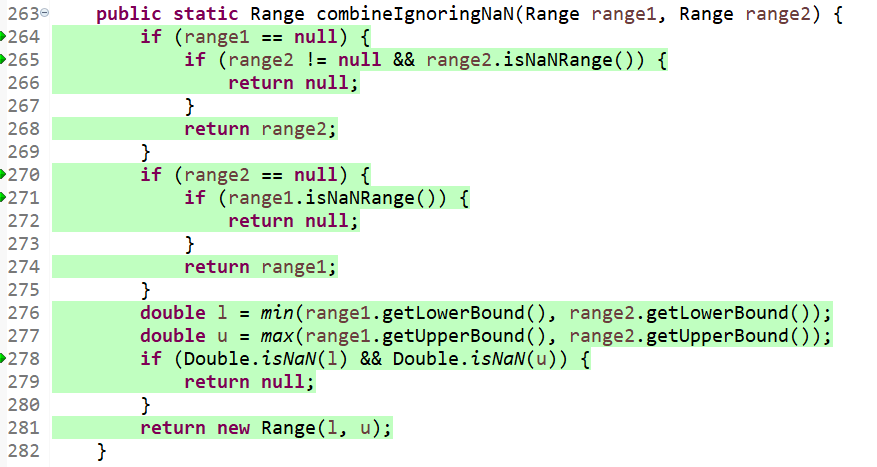 263 public static Range combineIgnoringNaN(Range range1, Range range2) {
264 if (range1 == null) {
265 if (range2 != null && range2.isNaNRange()) {
266 return null;
267 }
268 return range2;
269 }
270 if (range2 == null) {
271 if (range1.isNaNRange()) {
272 return null;
273 }
274 return range1;
275 }
276 double l = min(range1.getLowerBound(), range2.getLowerBound());
277 double u = max(range1.getUpperBound(), range2.getUpperBound());
278 if (Double.isNaN(l) && Double.isNaN(u)) {
279 return null;
280 }
281 return new Range(l, u);
282 }